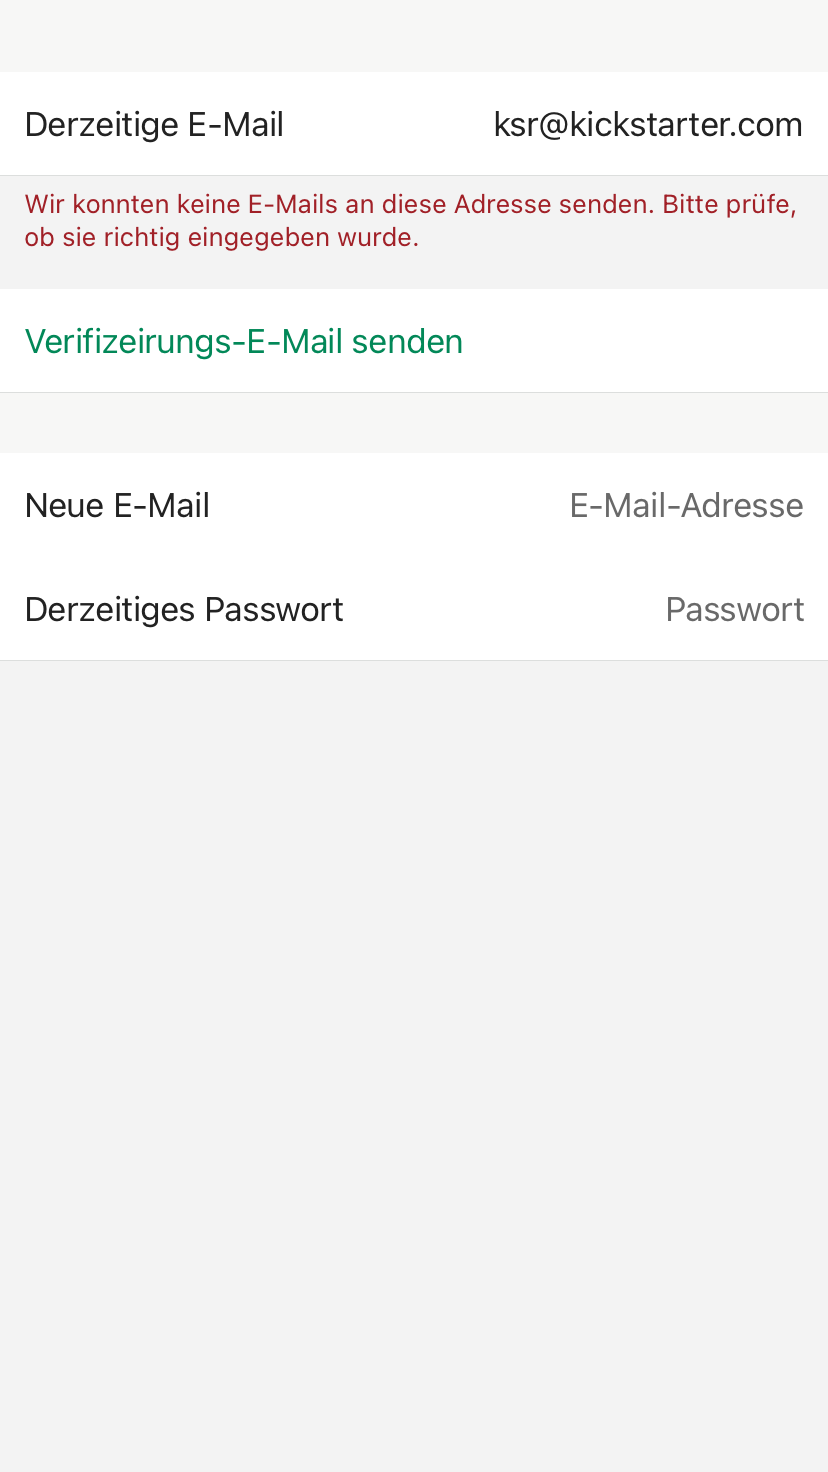 Derzeitige E-Mail ksr@kickstarter.com
Wir konnten keine E-Mails an diese Adresse senden. Bitte prüfe,
ob sie richtig eingegeben wurde.
Verifizeirungs-E-Mail senden
Neue E-Mail E-Mail-Adresse
Derzeitiges Passwort Passwort